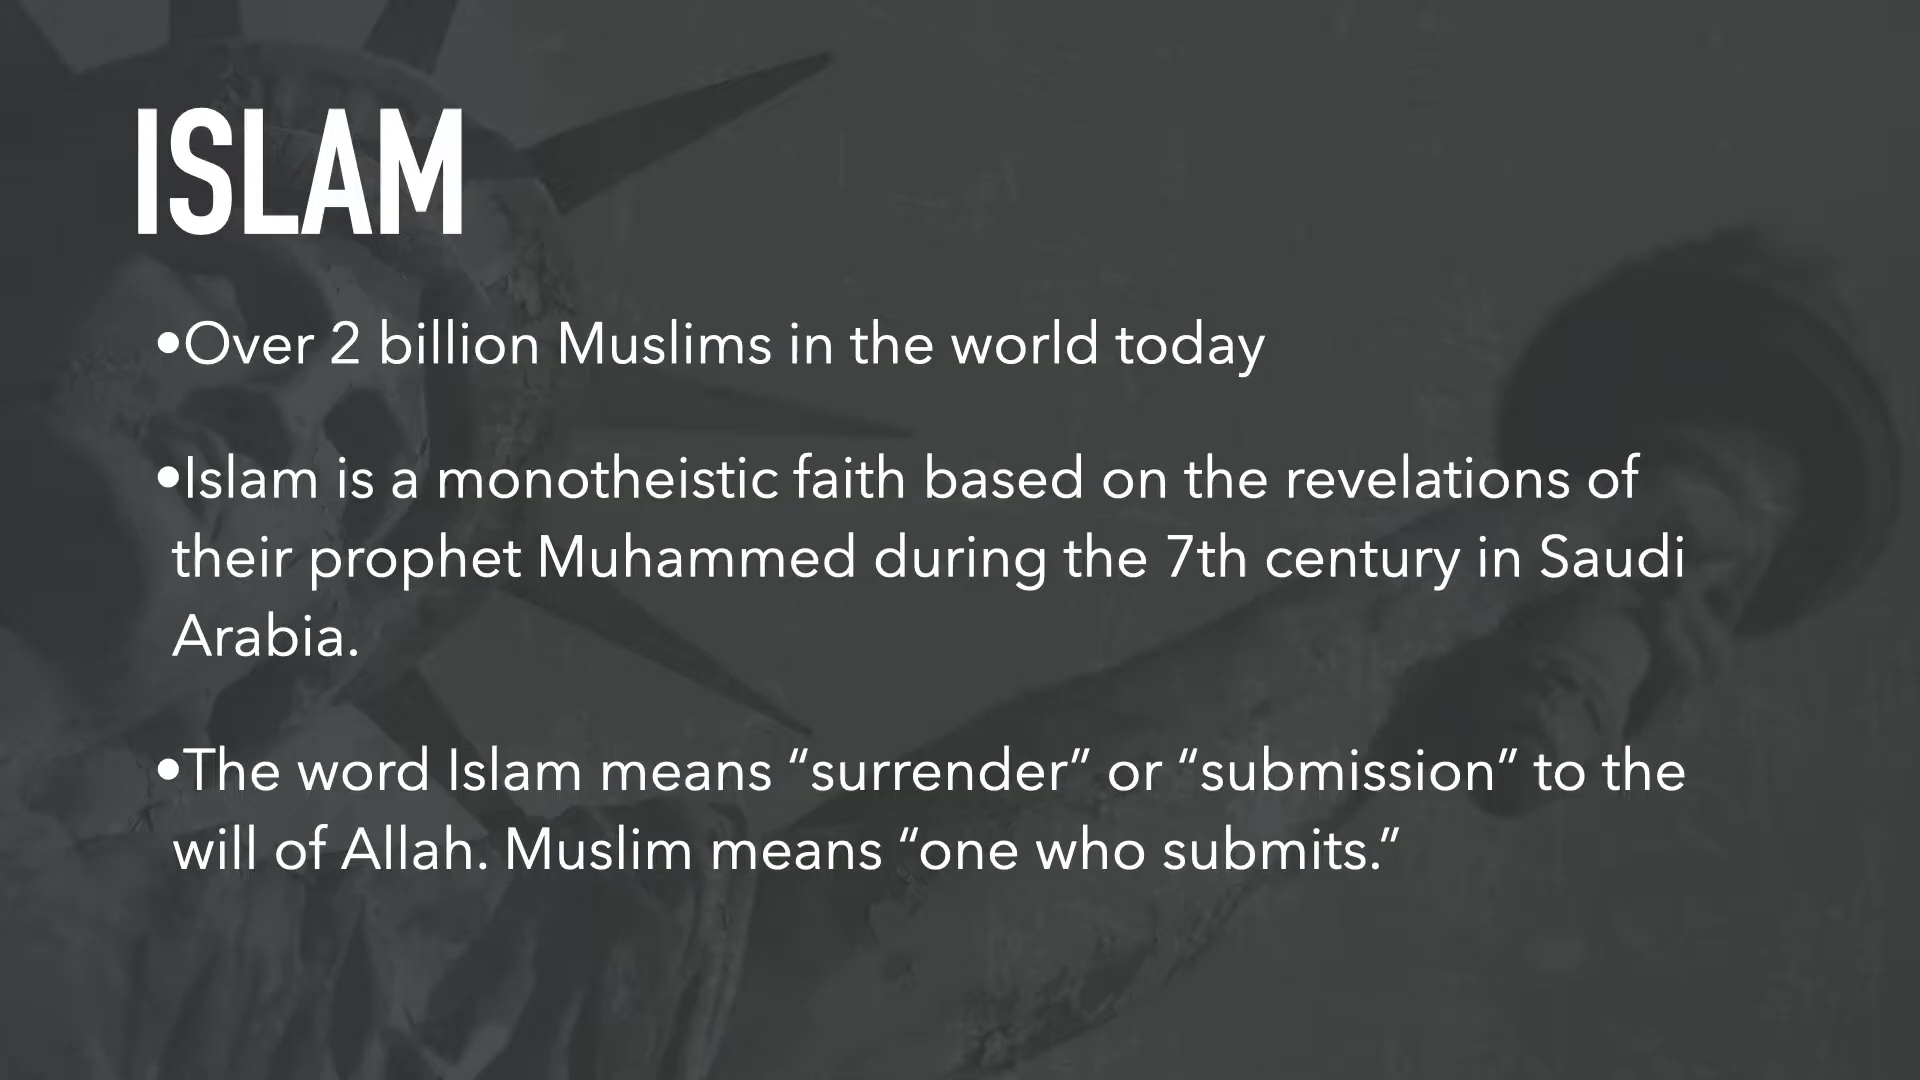 ISLAM
•Over 2 billion Muslims in the world today
•Islam is a monotheistic faith based on the revelations of
their prophet Muhammed during the 7th century in Saudi
Arabia.
•The word Islam means “surrender” or “submission” to the
will of Allah. Muslim means “one who submits.”